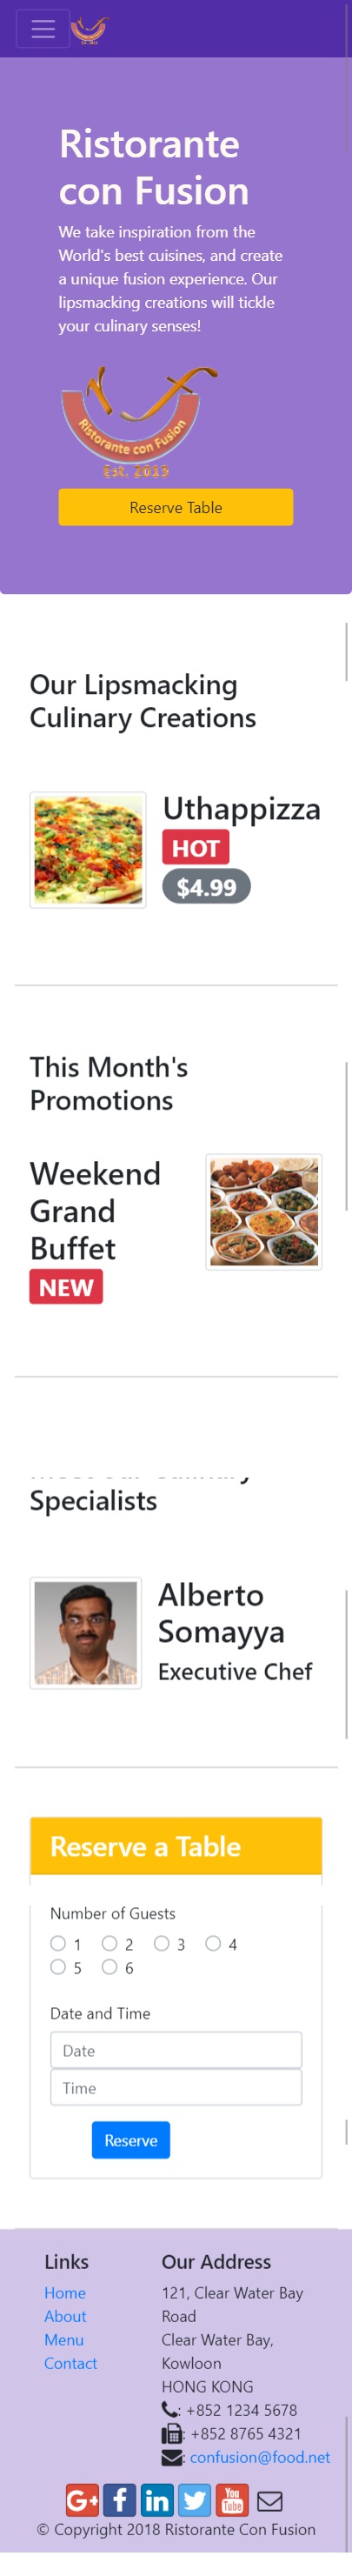 Ristorante
con Fusion
We take inspiration from the
World's best cuisines, and create
a unique fusion experience. Our
lipsmacking creations will tickle
your culinary senses!
Ristorante con Fusion
Est. 2013
Reserve Table
Our Lipsmacking
Culinary Creations
Uthappizza
HOT
$4.99
This Month's
Promotions
Weekend
Grand
Buffet
NEW
Specialists
Alberto
Somayya
Executive Chef
Reserve a Table
Number of Guests
1 2 3 4
5 6
Date and Time
Date
Time
Reserve
Links
Home
About
Menu
Contact
Our Address
121, Clear Water Bay
Road
Clear Water Bay,
Kowloon
HONG KONG
: +852 1234 5678
: +852 8765 4321
: confusion@food.net
G+ f in You Tube
© Copyright 2018 Ristorante Con Fusion